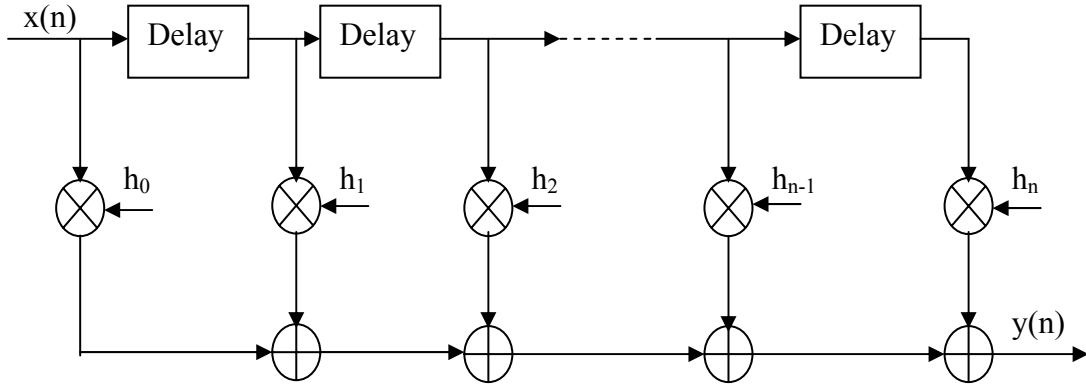 x(n)
Delay Delay Delay
h₀ h₁ h₂ hₙ₋₁ hₙ
y(n)